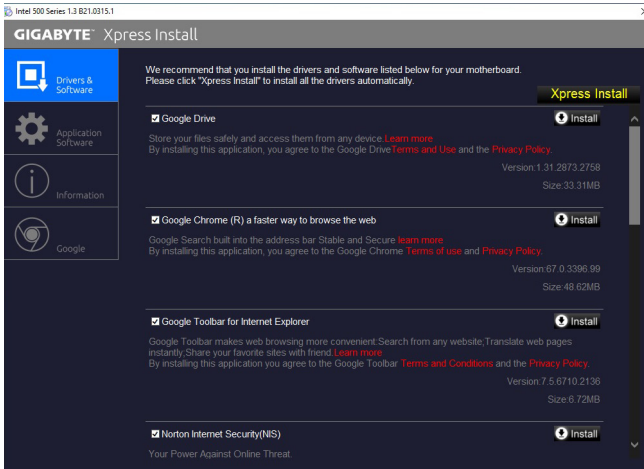 Intel 500 Series 1.3 B21.0315.1
GIGABYTE™ Xpress Install
Drivers &
Software
Application
Software
Information
Google
We recommend that you install the drivers and software listed below for your motherboard.
Please click "Xpress Install" to install all the drivers automatically.
Xpress Install
Google Drive
Install
Store your files safely and access them from any device.Learn more
By installing this application, you agree to the Google DriveTerms and Use and the Privacy Policy.
Version:1.31.2873.2758
Size:33.31MB
Google Chrome (R) a faster way to browse the web
Install
Google Search built into the address bar Stable and Secure learn more
By installing this application, you agree to the Google Chrome Terms of use and Privacy Policy.
Version:67.0.3396.99
Size:48.62MB
Google Toolbar for Internet Explorer
Install
Google Toolbar makes web browsing more convenient:Search from any website;Translate web pages
instantly;Share your favorite sites with friend.Learn more
By installing this application you agree to the Google Toolbar Terms and Conditions and the Privacy Policy.
Version:7.5.6710.2136
Size:6.72MB
Norton Internet Security(NIS)
Install
Your Power Against Online Threat.